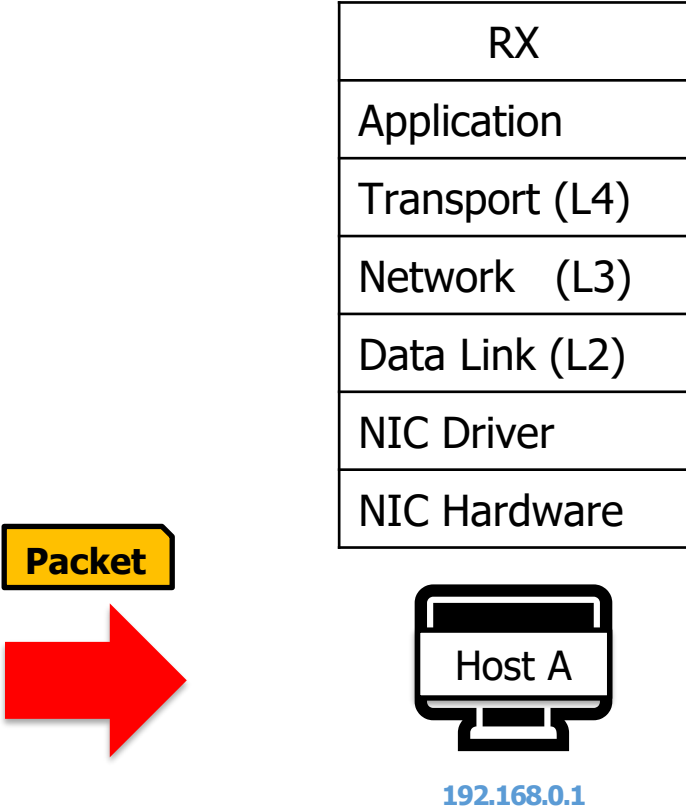 RX
Application
Transport (L4)
Network (L3)
Data Link (L2)
NIC Driver
NIC Hardware
Packet
Host A
192.168.0.1